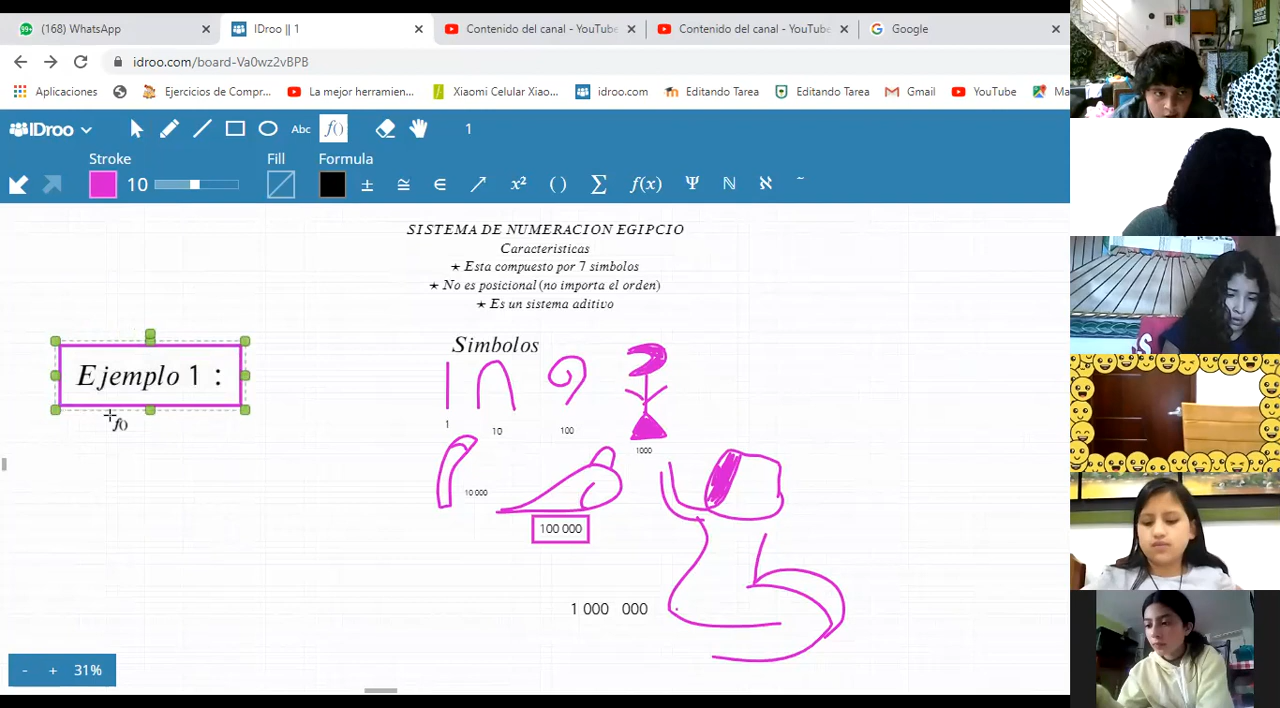 (168) WhatsApp
IDroo || 1
Contenido del canal - YouTube
Contenido del canal - YouTube
Google
idroo.com/board-Va0wz2vBPB
Aplicaciones
Ejercicios de Compr...
La mejor herramien...
Xiaomi Celular Xiao...
idroo.com
Editando Tarea
Editando Tarea
Gmail
YouTube
Ma
IDroo
Abc
f()
1
Stroke
Fill
Formula
10
± ≅ ∈ x² ( ) ∑ f(x) Ψ ℕ ℵ ~
SISTEMA DE NUMERACION EGIPCIO
Caracteristicas
★ Esta compuesto por 7 simbolos
★ No es posicional (no importa el orden)
★ Es un sistema aditivo
Simbolos
Ejemplo 1 :
f()
1
10
100
1000
10 000
100 000
1 000 000
- + 31%